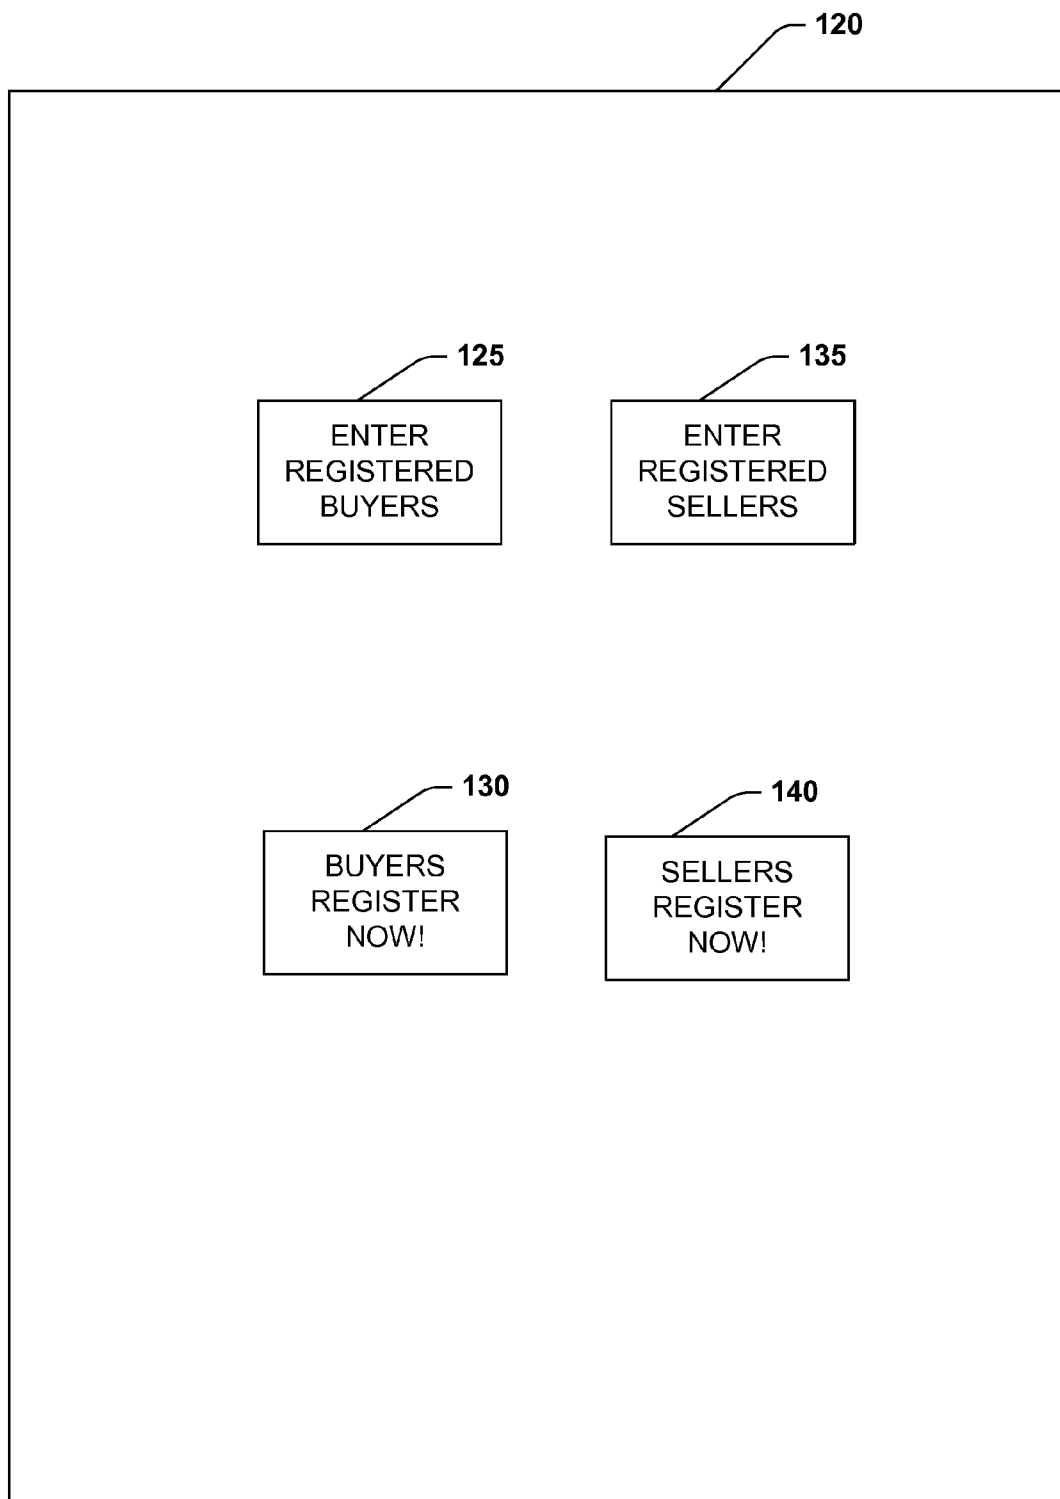 120
125
135
ENTER
REGISTERED
BUYERS
ENTER
REGISTERED
SELLERS
130
140
BUYERS
REGISTER
NOW!
SELLERS
REGISTER
NOW!